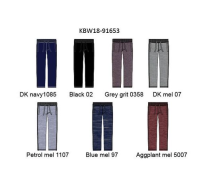 KBW18-91653
DK navy1085 Black 02 Grey grit 0358 DK mel 07
Petrol mel 1107 Blue mel 97 Aggplant mel 5007